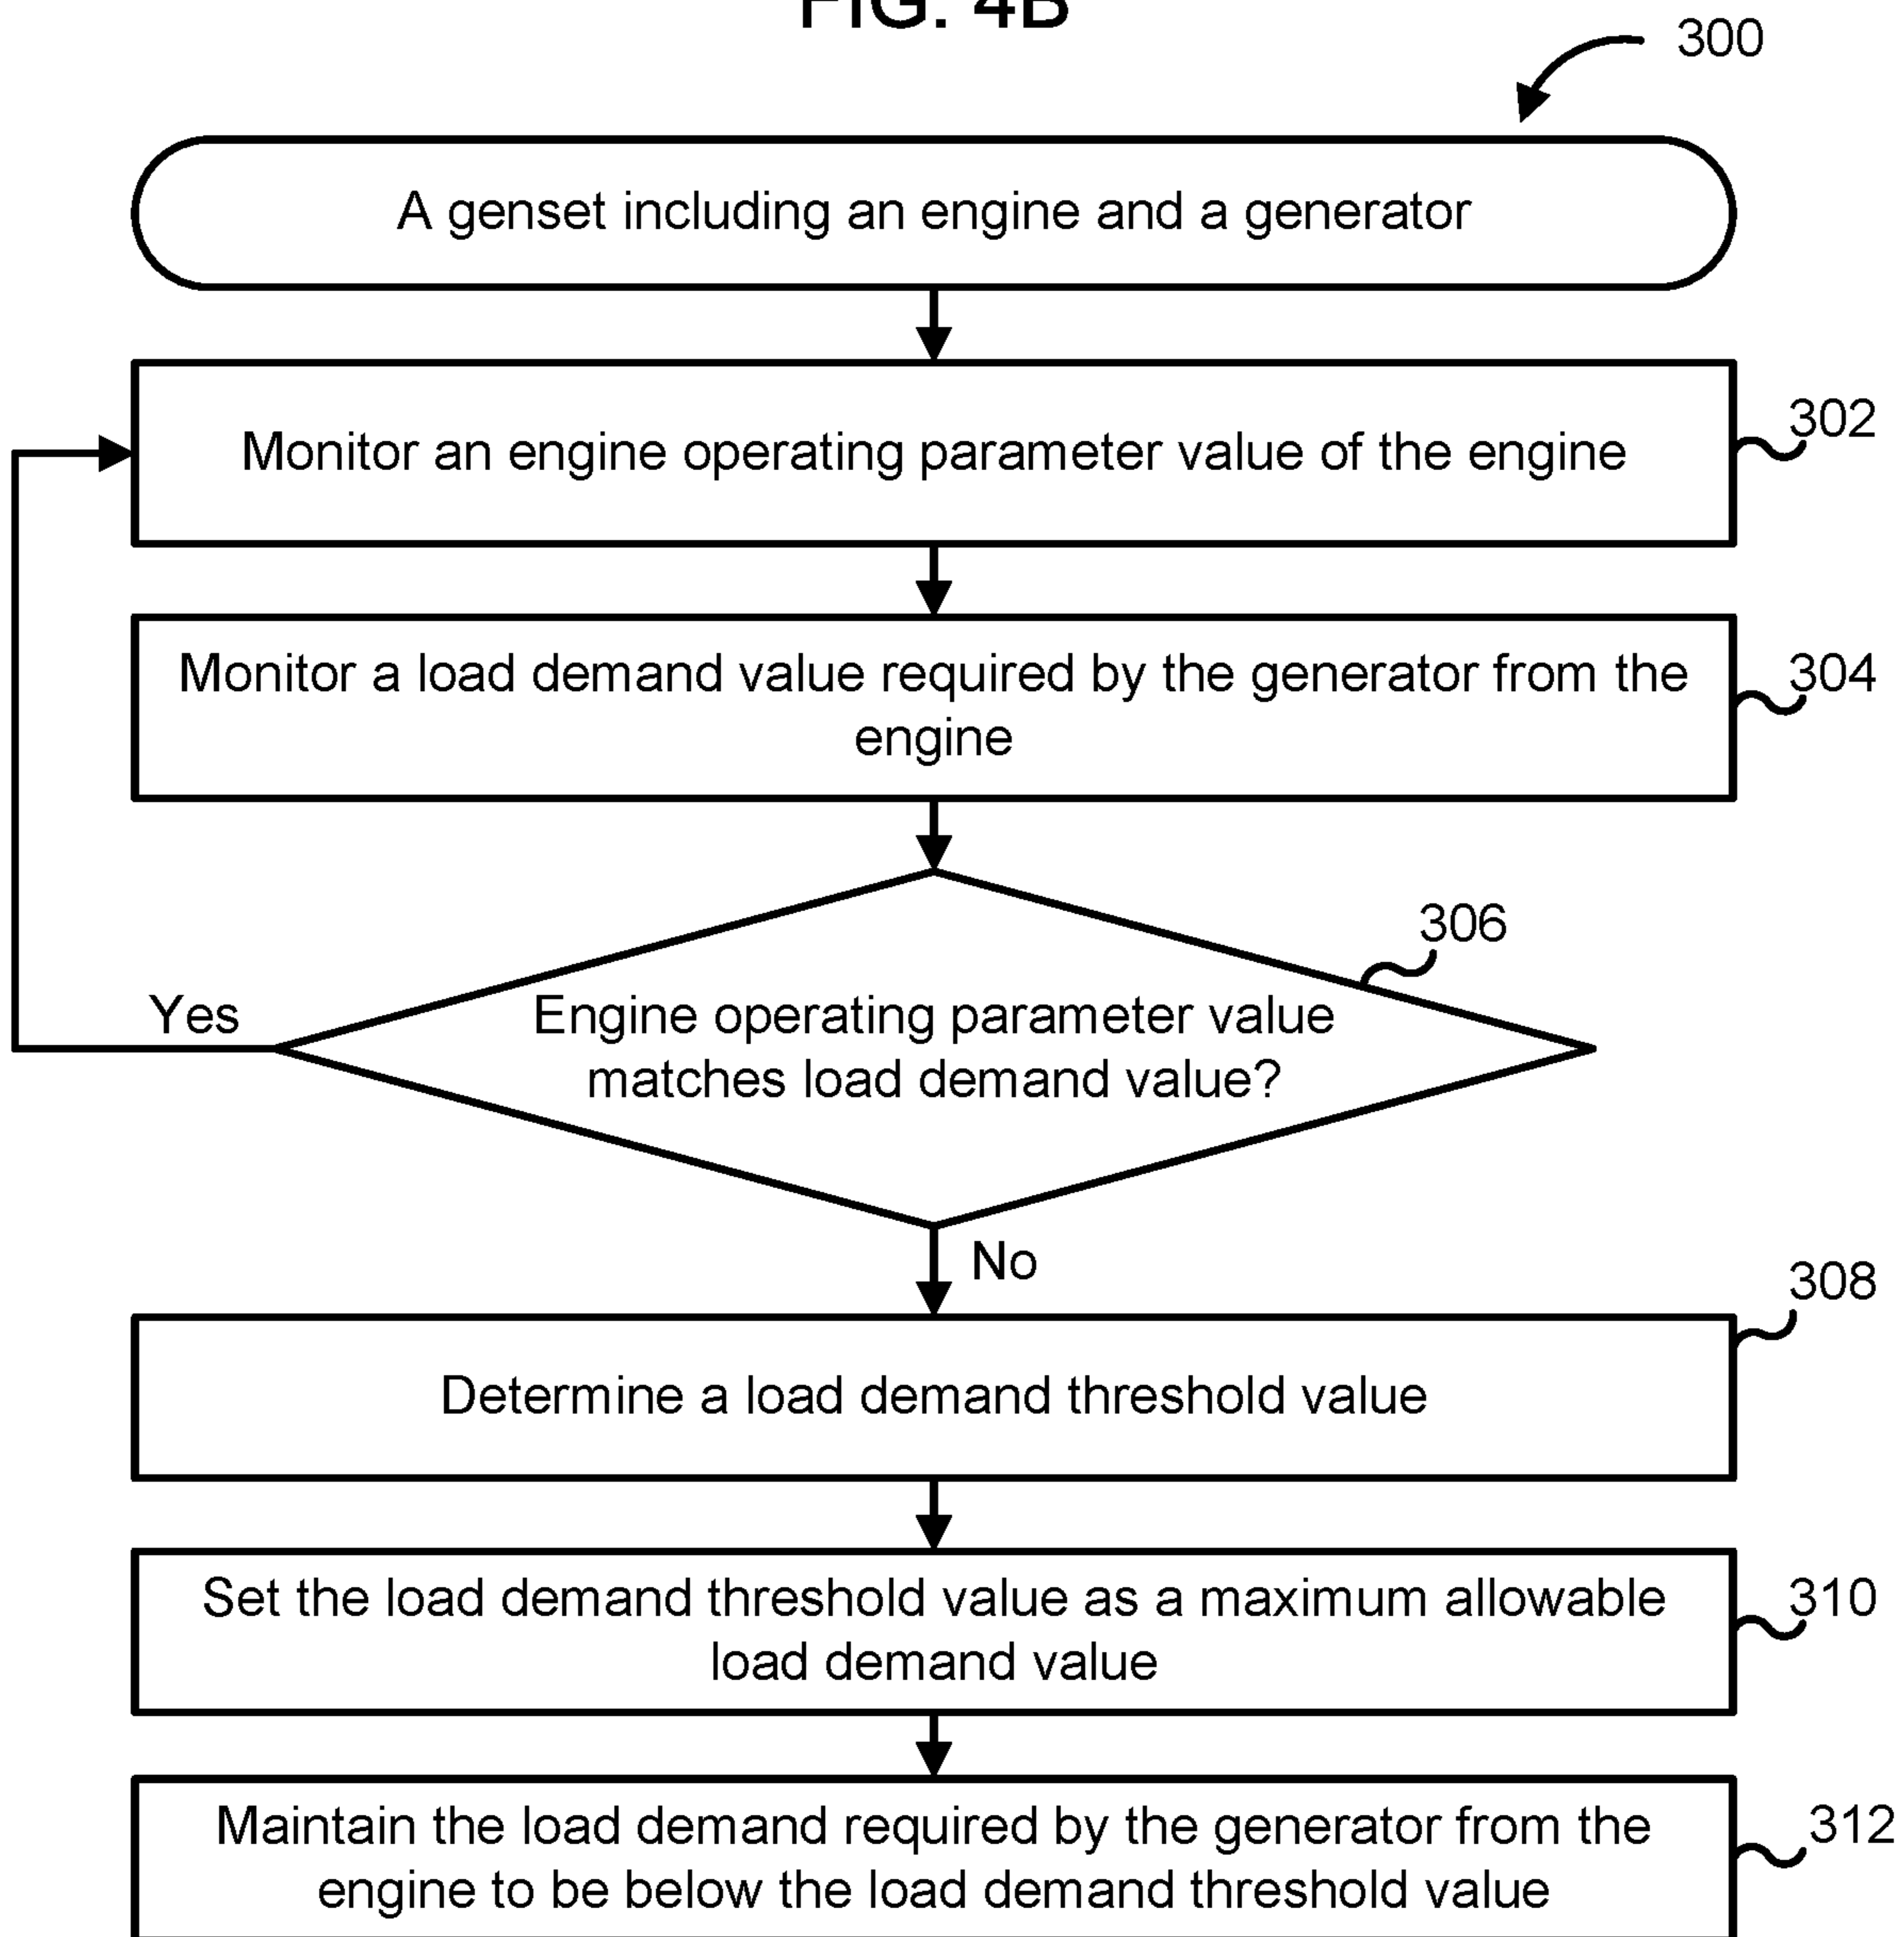 FIG. 4B
300
A genset including an engine and a generator
302
Monitor an engine operating parameter value of the engine
304
Monitor a load demand value required by the generator from the
engine
306
Engine operating parameter value
matches load demand value?
Yes
No
308
Determine a load demand threshold value
310
Set the load demand threshold value as a maximum allowable
load demand value
312
Maintain the load demand required by the generator from the
engine to be below the load demand threshold value